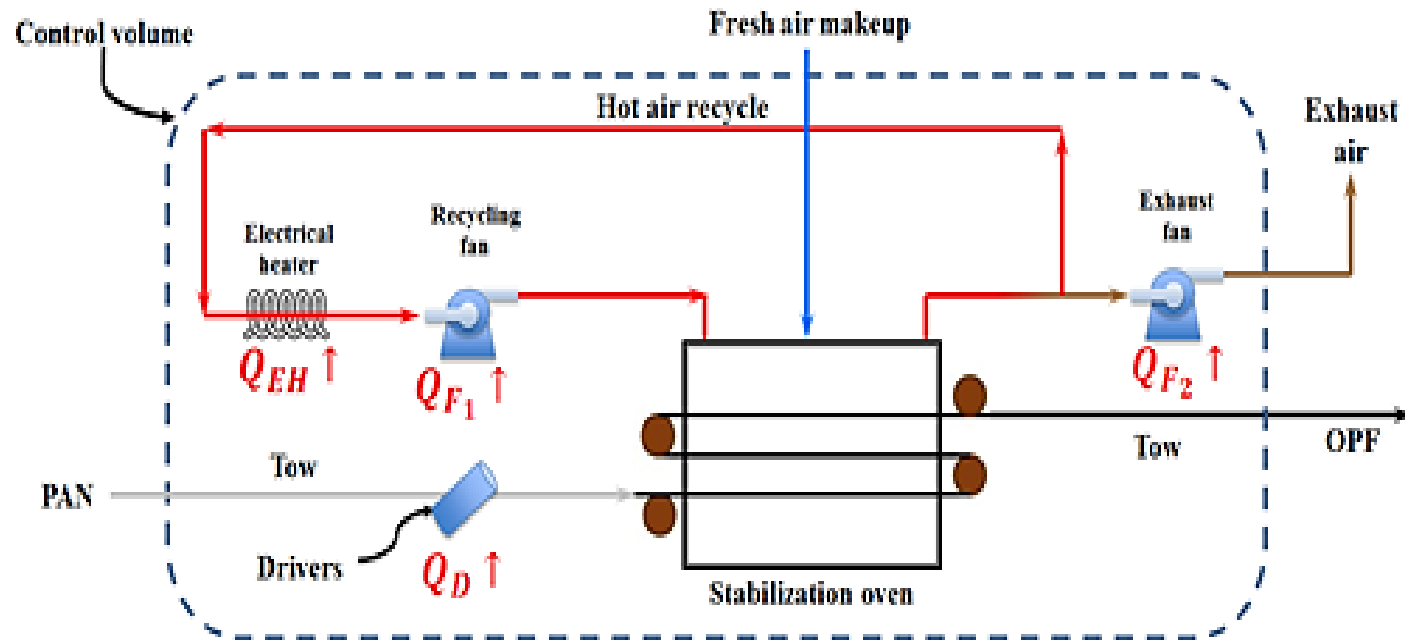 Control volume
Fresh air makeup
Hot air recycle
Exhaust
air
Electrical
heater
Recycling
fan
Exhaust
fan
Q_EH ↑
Q_F1 ↑
Q_F2 ↑
Tow
PAN
Drivers
Q_D ↑
Tow
OPF
Stabilization oven